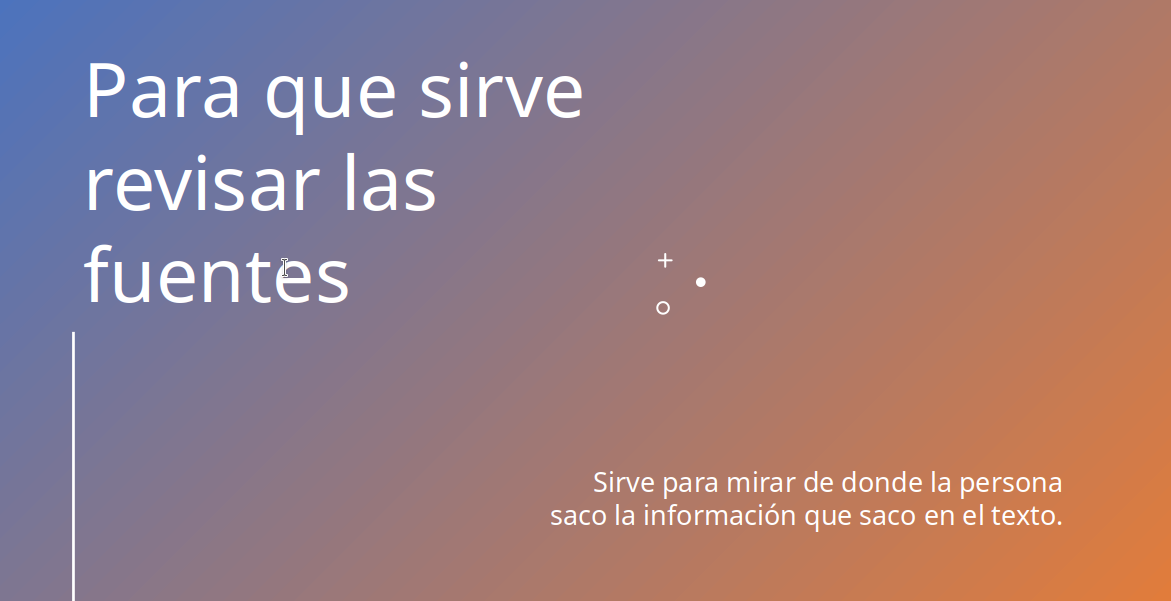 Para que sirve
revisar las
fuentes
Sirve para mirar de donde la persona
saco la información que saco en el texto.